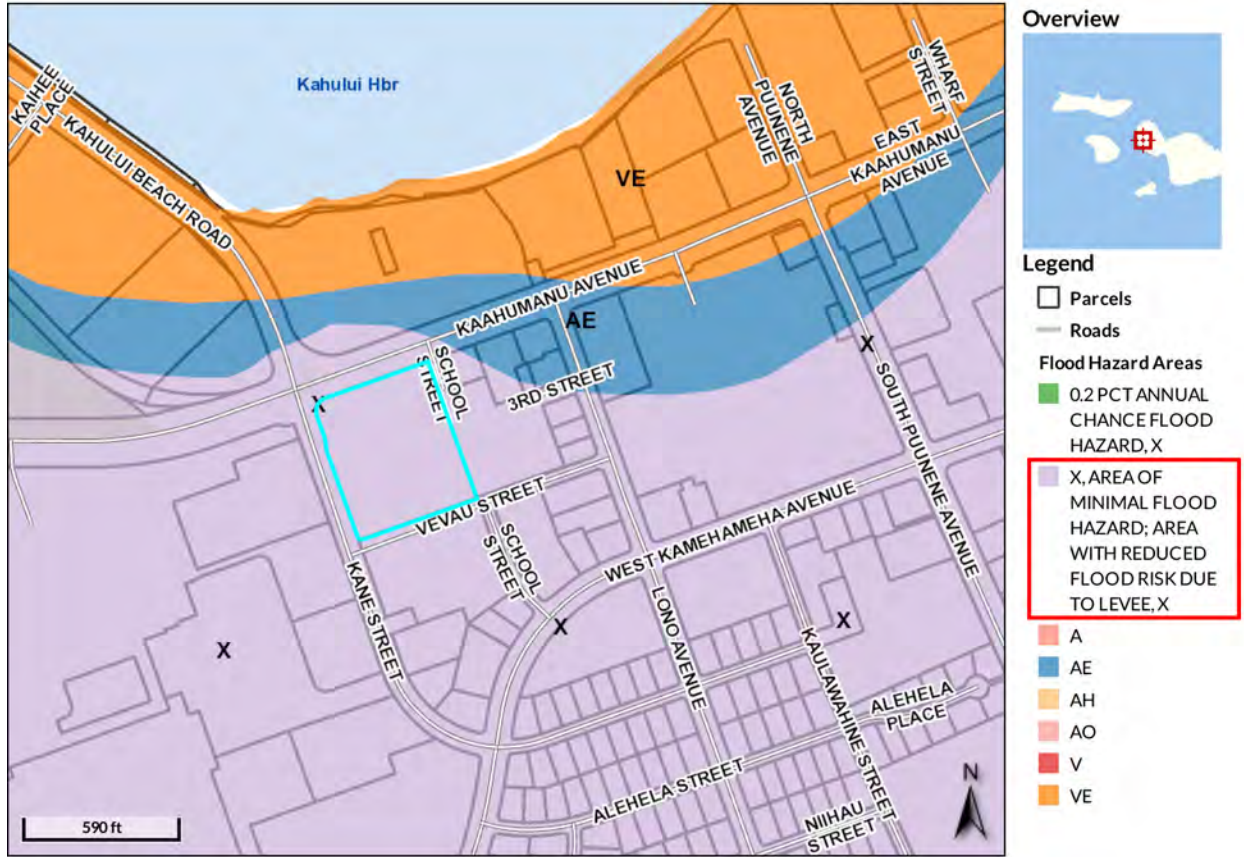 Kahului Hbr
KAIHEE
PLACE
KAHULUI BEACH ROAD
NORTH
PUUNENE
AVENUE
WHARF
STREET
EAST
KAAHUMANU
AVENUE
VE
KAAHUMANU AVENUE
AE
SCHOOL
STREET
3RD STREET
X
X
SOUTH PUUNENE AVENUE
VEVAU STREET
SCHOOL
STREET
WEST KAMEHAMEHA AVENUE
KANE STREET
LONO AVENUE
X
X
X
KAULAWAHINE STREET
ALEHELA
PLACE
ALEHELA STREET
NIIHAU
STREET
590 ft
N
Overview
Legend
Parcels
Roads
Flood Hazard Areas
0.2 PCT ANNUAL
CHANCE FLOOD
HAZARD, X
X, AREA OF
MINIMAL FLOOD
HAZARD; AREA
WITH REDUCED
FLOOD RISK DUE
TO LEVEE, X
A
AE
AH
AO
V
VE